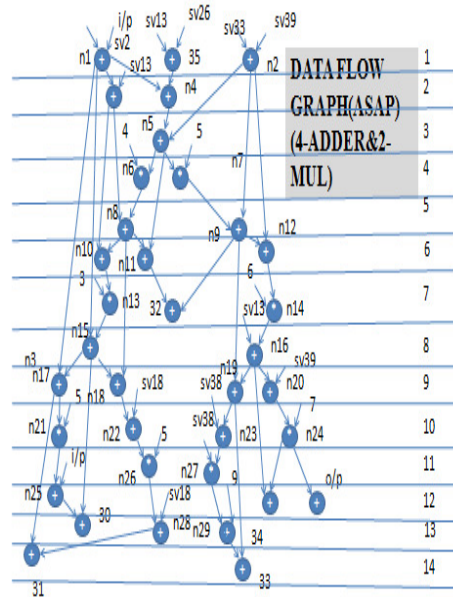 i/p
sv13
sv26
sv33
sv39
n1
sv2
sv13
35
n2
1
DATA FLOW
GRAPH(ASAP)
(4-ADDER&2-
MUL)
n4
2
n5
3
4
5
n6
n7
4
5
n8
n9
n12
n10
n11
6
3
n13
32
6
n14
7
sv13
n15
n16
8
n3
n17
n18
sv18
n19
sv38
sv39
n20
9
5
n21
n22
5
sv38
n23
7
n24
10
i/p
n26
n27
9
11
n25
sv18
o/p
12
30
n28
n29
34
13
14
31
33